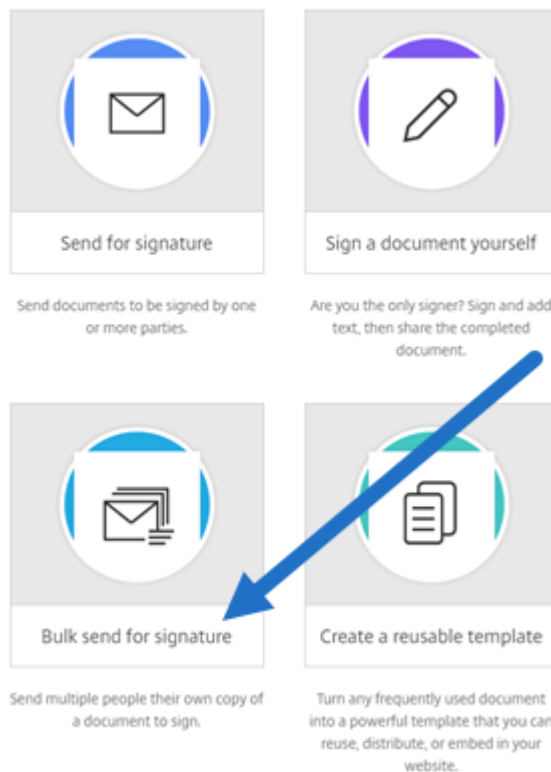 Send for signature
Sign a document yourself
Send documents to be signed by one
or more parties.
Are you the only signer? Sign and add
text, then share the completed
document.
Bulk send for signature
Create a reusable template
Send multiple people their own copy of
a document to sign.
Turn any frequently used document
into a powerful template that you can
reuse, distribute, or embed in your
website.